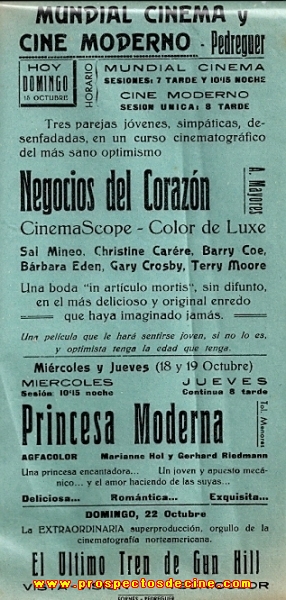 MUNDIAL CINEMA y
CINE MODERNO - Pedreguer
HOY
DOMINGO
15 OCTUBRE
HORARIO
MUNDIAL CINEMA
SESIONES: 7 TARDE Y 10'15 NOCHE
CINE MODERNO
SESION UNICA: 8 TARDE
Tres parejas jóvenes, simpáticas, de-
senfadadas, en un curso cinematográfico
del más sano optimismo
Negocios del Corazón
A. Mayores
CinemaScope - Color de Luxe
Sal Mineo, Christine Carére, Barry Coe,
Bárbara Eden, Gary Crosby, Terry Moore
Una boda "in artículo mortis", sin difunto,
en el más delicioso y original enredo
que haya imaginado jamás.
Una película que le hará sentirse joven, si no lo es,
y optimista tenga la edad que tenga.
Miércoles y Jueves (18 y 19 Octubre)
MIERCOLES
Sesión: 10'15 noche
JUEVES
Continua 8 tarde
Princesa Moderna
Tol. Menores
AGFACOLOR Marianne Hol y Gerhard Riedmann
Una princesa encantadora... Un joven y apuesto mecá-
nico... y el amor haciendo de las suyas...
Deliciosa... Romántica... Exquisita...
DOMINGO, 22 Octubre
La EXTRAORDINARIA superproducción, orgullo de la
cinematografía norteamericana.
El Ultimo Tren de Gun Hill
www.prospectosdecine.com